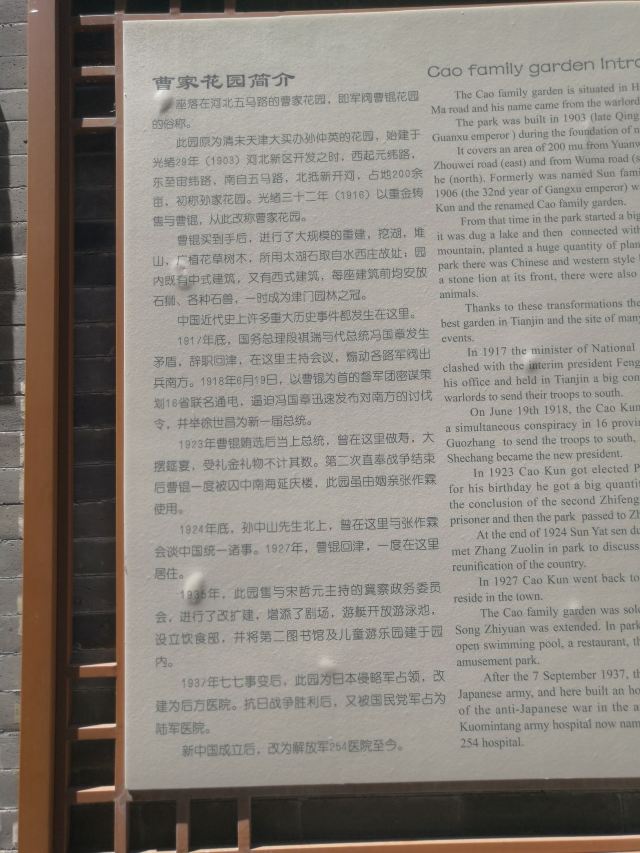 曹家花园简介
座落在河北五马路的曹家花园，即军阀曹锟花园
的俗称。
此园原为清末天津大买办孙仲英的花园，始建于
光绪29年（1903）河北新区开发之时，西起元纬路，
东至宙纬路，南自五马路，北抵新开河，占地200余
亩，初称孙家花园。光绪三十二年（1916）以重金转
售与曹锟，从此改称曹家花园。
曹锟买到手后，进行了大规模的重建，挖湖，堆
山，广植花草树木，所用太湖石取自水西庄故址；园
内既有中式建筑，又有西式建筑，每座建筑前均安放
石狮、各种石兽，一时成为津门园林之冠。
中国近代史上许多重大历史事件都发生在这里。
1917年底，国务总理段祺瑞与代总统冯国璋发生
矛盾，辞职回津，在这里主持会议，煽动各路军阀出
兵南方。1918年6月19日，以曹锟为首的督军团密谋策
划16省联名通电，逼迫冯国璋迅速发布对南方的讨伐
令，并举徐世昌为新一届总统。
1923年曹锟贿选后当上总统，曾在这里做寿，大
摆筵宴，受礼金礼物不计其数。第二次直奉战争结束
后曹锟一度被囚中南海延庆楼，此园虽由姻亲张作霖
使用。
1924年底，孙中山先生北上，曾在这里与张作霖
会谈中国统一诸事。1927年，曹锟回津，一度在这里
居住。
1935年，此园售与宋哲元主持的冀察政务委员
会，进行了改扩建，增添了剧场，游艇开放游泳池，
设立饮食部，并将第二图书馆及儿童游乐园建于园
内。
1937年七七事变后，此园为日本侵略军占领，改
建为后方医院。抗日战争胜利后，又被国民党军占为
陆军医院。
新中国成立后，改为解放军254医院至今。
Cao family garden Intro
The Cao family garden is situated in H
Ma road and his name came from the warlord
The park was built in 1903 (late Qing
Guanxu emperor ) during the foundation of n
It covers an area of 200 mu from Yuanw
Zhouwei road (east) and from Wuma road (s
he (north). Formerly was named Sun fami
1906 (the 32nd year of Gangxu emperor) w
Kun and the renamed Cao family garden.
From that time in the park started a big
it was dug a lake and then connected with
mountain, planted a huge quantity of plan
park there was Chinese and western style
a stone lion at its front, there were also
animals.
Thanks to these transformations the
best garden in Tianjin and the site of many
events.
In 1917 the minister of National
clashed with the interim president Feng
his office and held in Tianjin a big con
warlords to send their troops to south.
On June 19th 1918, the Cao Kun
a simultaneous conspiracy in 16 provin
Guozhang to send the troops to south,
Shechang became the new president.
In 1923 Cao Kun got elected P
for his birthday he got a big quantit
the conclusion of the second Zhifeng
prisoner and then the park passed to Zh
At the end of 1924 Sun Yat sen du
met Zhang Zuolin in park to discuss
reunification of the country.
In 1927 Cao Kun went back to
reside in the town.
The Cao family garden was sol
Song Zhiyuan was extended. In park
open swimming pool, a restaurant, th
amusement park.
After the 7 September 1937, th
Japanese army, and here built an ho
of the anti-Japanese war in the a
Kuomintang army hospital now nam
254 hospital.